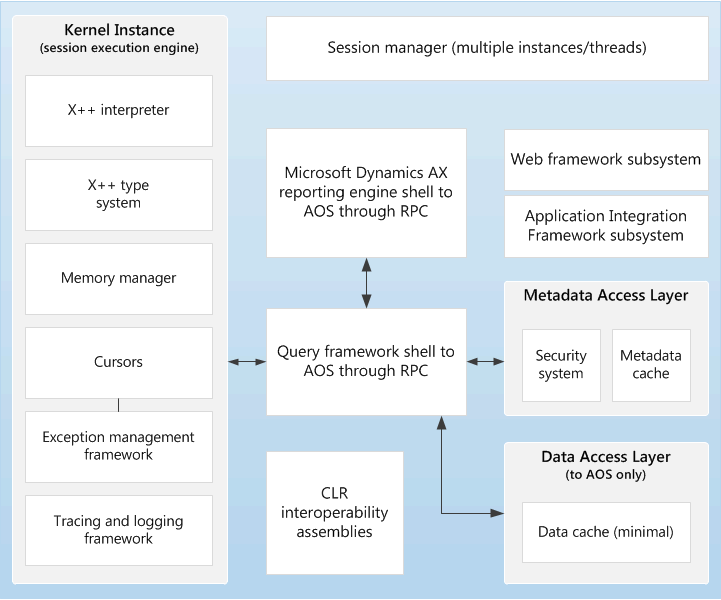 Kernel Instance
(session execution engine)
X++ interpreter
X++ type
system
Memory manager
Cursors
Exception management
framework
Tracing and logging
framework
Session manager (multiple instances/threads)
Microsoft Dynamics AX
reporting engine shell to
AOS through RPC
Query framework shell to
AOS through RPC
CLR
interoperability
assemblies
Web framework subsystem
Application Integration
Framework subsystem
Metadata Access Layer
Security
system
Metadata
cache
Data Access Layer
(to AOS only)
Data cache (minimal)